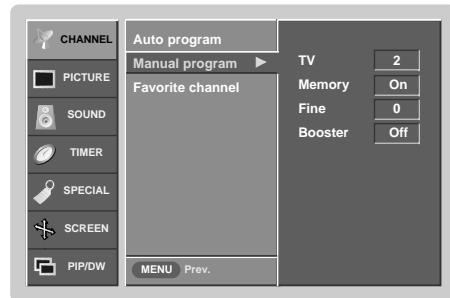 CHANNEL
PICTURE
SOUND
TIMER
SPECIAL
SCREEN
PIP/DW
Auto program
Manual program
Favorite channel
MENU Prev.
TV 2
Memory On
Fine 0
Booster Off